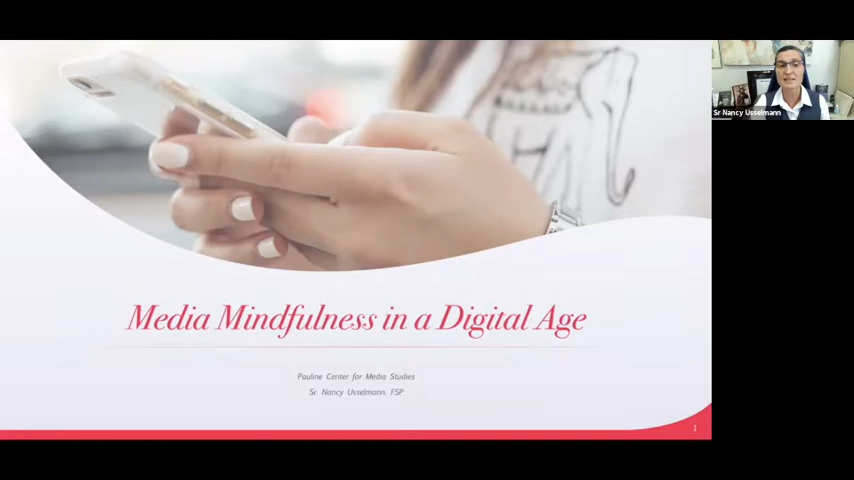 Sr Nancy Usselmann
Media Mindfulness in a Digital Age
Pauline Center for Media Studies
Sr. Nancy Usselmann, FSP
1